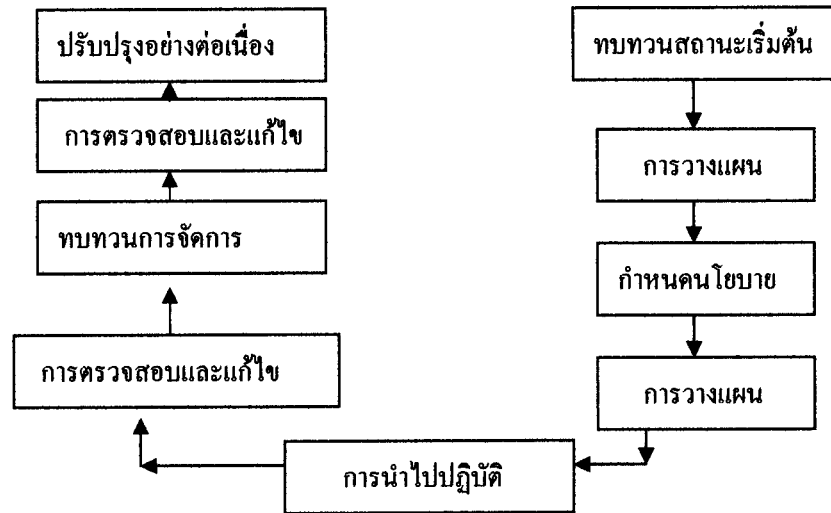 ปรับปรุงอย่างต่อเนื่อง
ทบทวนสถานะเริ่มต้น
การตรวจสอบและแก้ไข
การวางแผน
ทบทวนการจัดการ
กำหนดนโยบาย
การตรวจสอบและแก้ไข
การวางแผน
การนำไปปฏิบัติ